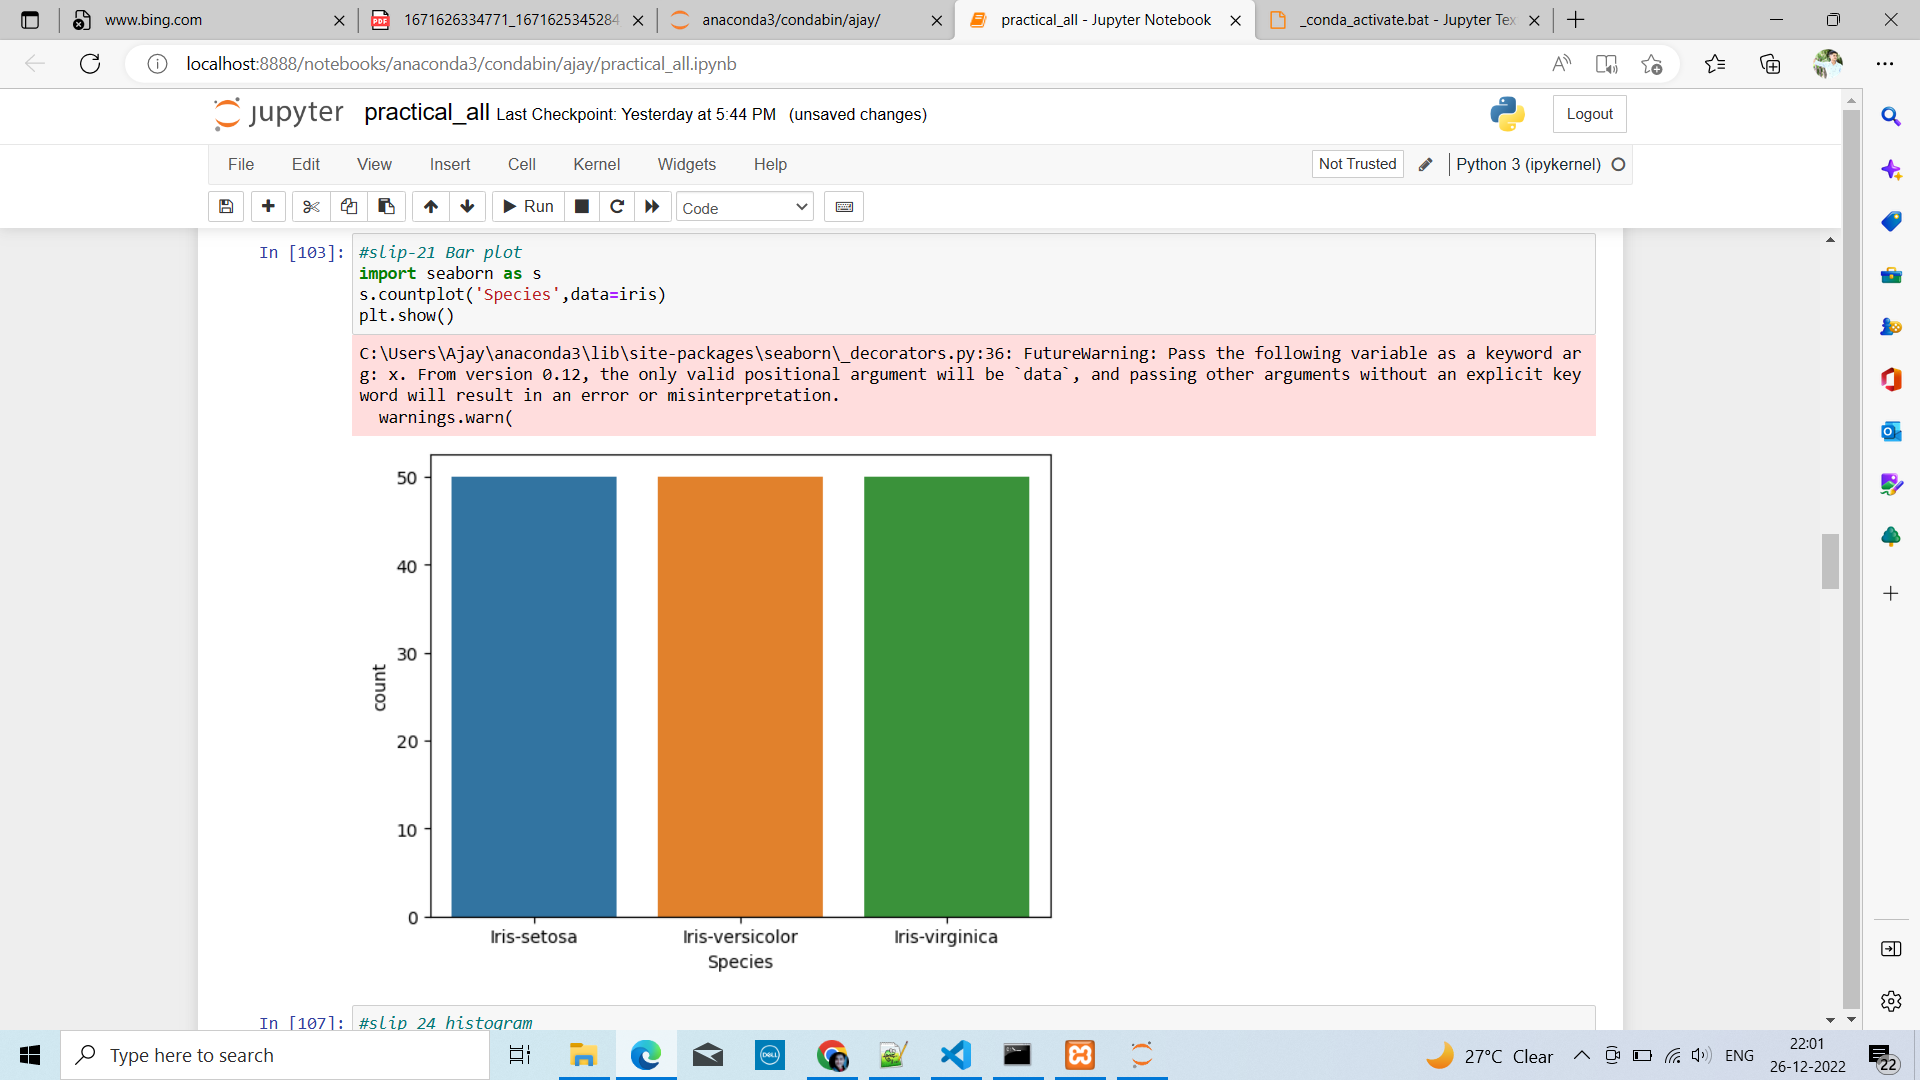 www.bing.com
1671626334771_1671625345284
anaconda3/condabin/ajay/
practical_all - Jupyter Notebook
_conda_activate.bat - Jupyter Tex
localhost:8888/notebooks/anaconda3/condabin/ajay/practical_all.ipynb
jupyter practical_all Last Checkpoint: Yesterday at 5:44 PM (unsaved changes)
Logout
File Edit View Insert Cell Kernel Widgets Help
Not Trusted
Python 3 (ipykernel)
Run
Code
In [103]: #slip-21 Bar plot
import seaborn as s
s.countplot('Species',data=iris)
plt.show()
C:\Users\Ajay\anaconda3\lib\site-packages\seaborn\_decorators.py:36: FutureWarning: Pass the following variable as a keyword ar
g: x. From version 0.12, the only valid positional argument will be `data`, and passing other arguments without an explicit key
word will result in an error or misinterpretation.
warnings.warn(
50
40
30
20
10
0
count
Iris-setosa Iris-versicolor Iris-virginica
Species
In [107]: #slip 24 histogram
Type here to search
DELL
27°C Clear
ENG
22:01
26-12-2022
22